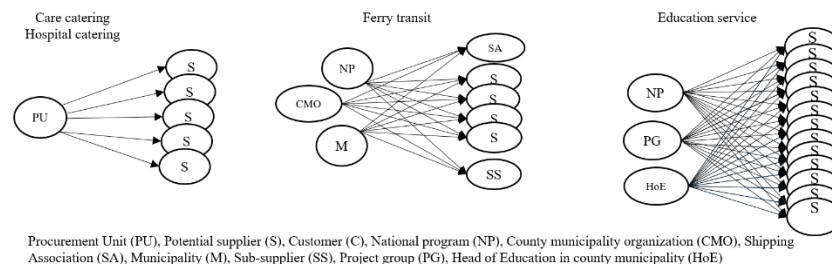 Care catering
Hospital catering
Ferry transit
Education service
PU
S
S
S
S
S
NP
CMO
M
SA
S
S
S
S
SS
NP
PG
HoE
S
S
S
S
S
S
S
S
S
S
S
S
S
Procurement Unit (PU), Potential supplier (S), Customer (C), National program (NP), County municipality organization (CMO), Shipping
Association (SA), Municipality (M), Sub-supplier (SS), Project group (PG), Head of Education in county municipality (HoE)